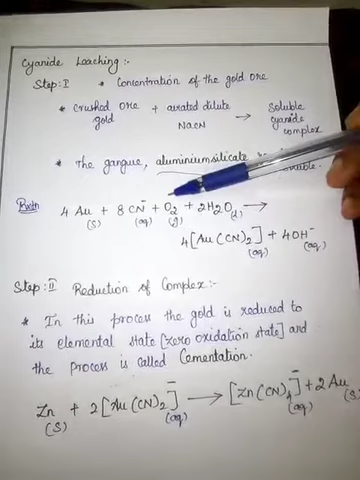 Cyanide Leaching :-
Step: I * Concentration of the gold ore
* crushed ore + aerated dilute → Soluble
gold NaCN cyanide
complex
* The gangue, aluminiumsilicate
Rxtn
4 Au (s) + 8 CN⁻ (aq) + O₂ (g) + 2H₂O (l) →
4[Au(CN)₂]⁻ (aq) + 4OH⁻ (aq)
Step: II Reduction of Complex :-
* In this process the gold is reduced to
its elemental state [zero oxidation state] and
the process is called Cementation.
Zn (s) + 2[Au(CN)₂]⁻ (aq) → [Zn(CN)₄]⁻ (aq) + 2 Au (s)